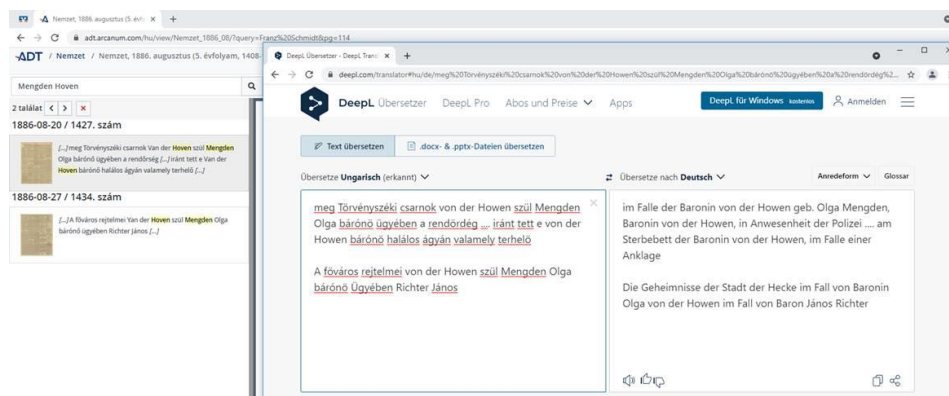 Nemzet, 1886. augusztus (5. évfo
adt.arcanum.com/hu/view/Nemzet_1886_08/?query=Franz%20Schmidt&pg=114
ADT / Nemzet / Nemzet, 1886. augusztus (5. évfolyam, 1408-
Mengden Hoven
2 találat
1886-08-20 / 1427. szám
[...] meg Törvényszéki csarnok Van der Hoven szül Mengden
Olga bárónő ügyében a rendőrség [...] iránt tett e Van der
Hoven bárónő halálos ágyán valamely terhelő [...]
1886-08-27 / 1434. szám
[...] A főváros rejtelmei Van der Hoven szül Mengden Olga
bárónő ügyében Richter János [...]
DeepL Übersetzer - DeepL Trans
deepl.com/translator#hu/de/meg%20Törvényszéki%20csarnok%20von%20der%20Howen%20szül%20Mengden%20Olga%20bárónö%20ügyében%20a%20rendördég%2...
DeepL Übersetzer
DeepL Pro
Abos und Preise
Apps
DeepL für Windows kostenlos
Anmelden
Text übersetzen
.docx- & .pptx-Dateien übersetzen
Übersetze Ungarisch (erkannt)
Übersetze nach Deutsch
Anredeform
Glossar
meg Törvényszéki csarnok von der Howen szül Mengden
Olga bárónö ügyében a rendördég .... iránt tett e von der
Howen bárónö halálos ágyán valamely terhelö
A föváros rejtelmei von der Howen szül Mengden Olga
bárónö Ügyében Richter János
im Falle der Baronin von der Howen geb. Olga Mengden,
Baronin von der Howen, in Anwesenheit der Polizei .... am
Sterbebett der Baronin von der Howen, im Falle einer
Anklage
Die Geheimnisse der Stadt der Hecke im Fall von Baronin
Olga von der Howen im Fall von Baron János Richter